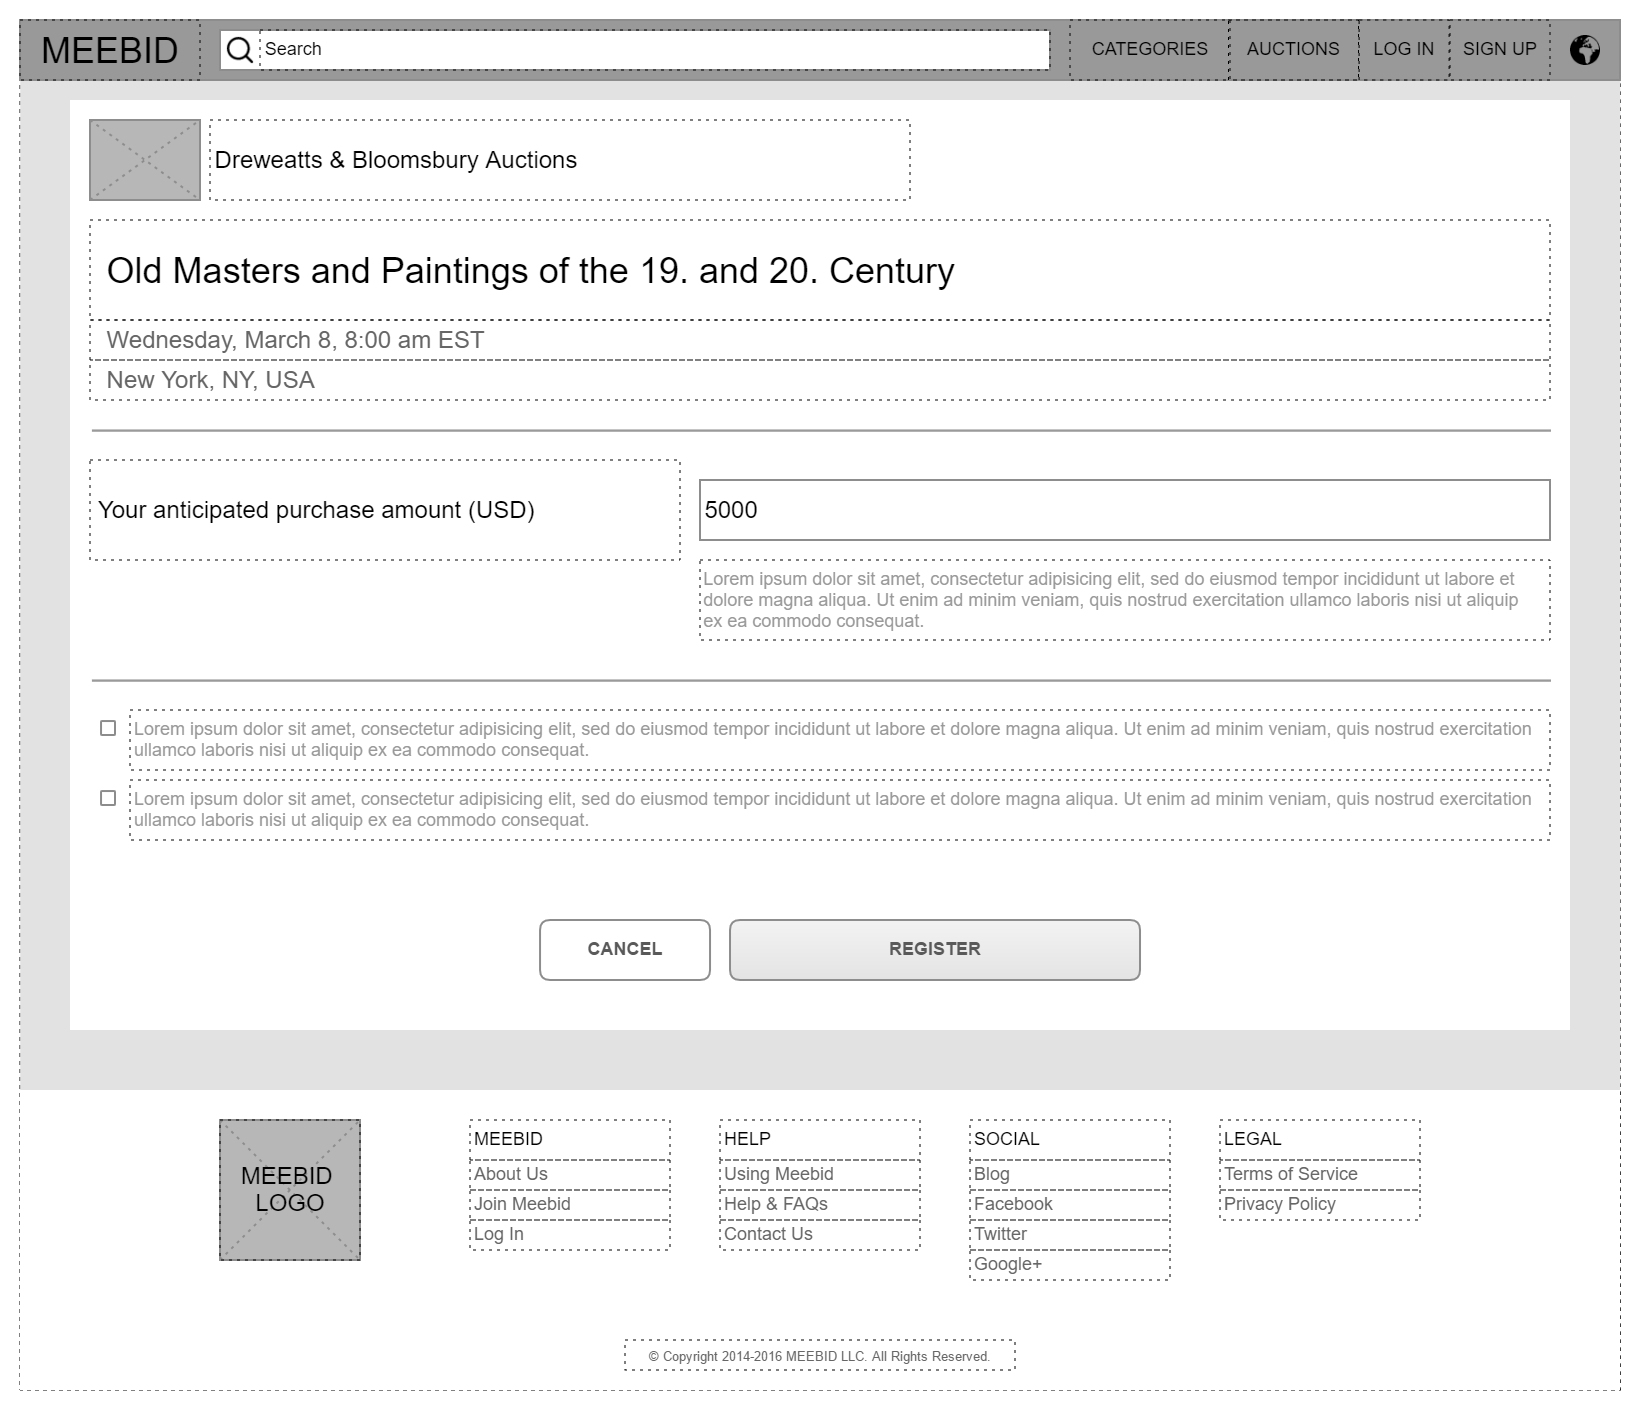 MEEBID
Search
CATEGORIES
AUCTIONS
LOG IN
SIGN UP
Dreweatts & Bloomsbury Auctions
Old Masters and Paintings of the 19. and 20. Century
Wednesday, March 8, 8:00 am EST
New York, NY, USA
Your anticipated purchase amount (USD)
5000
Lorem ipsum dolor sit amet, consectetur adipisicing elit, sed do eiusmod tempor incididunt ut labore et
dolore magna aliqua. Ut enim ad minim veniam, quis nostrud exercitation ullamco laboris nisi ut aliquip
ex ea commodo consequat.
Lorem ipsum dolor sit amet, consectetur adipisicing elit, sed do eiusmod tempor incididunt ut labore et dolore magna aliqua. Ut enim ad minim veniam, quis nostrud exercitation
ullamco laboris nisi ut aliquip ex ea commodo consequat.
Lorem ipsum dolor sit amet, consectetur adipisicing elit, sed do eiusmod tempor incididunt ut labore et dolore magna aliqua. Ut enim ad minim veniam, quis nostrud exercitation
ullamco laboris nisi ut aliquip ex ea commodo consequat.
CANCEL
REGISTER
MEEBID
LOGO
MEEBID
About Us
Join Meebid
Log In
HELP
Using Meebid
Help & FAQs
Contact Us
SOCIAL
Blog
Facebook
Twitter
Google+
LEGAL
Terms of Service
Privacy Policy
© Copyright 2014-2016 MEEBID LLC. All Rights Reserved.